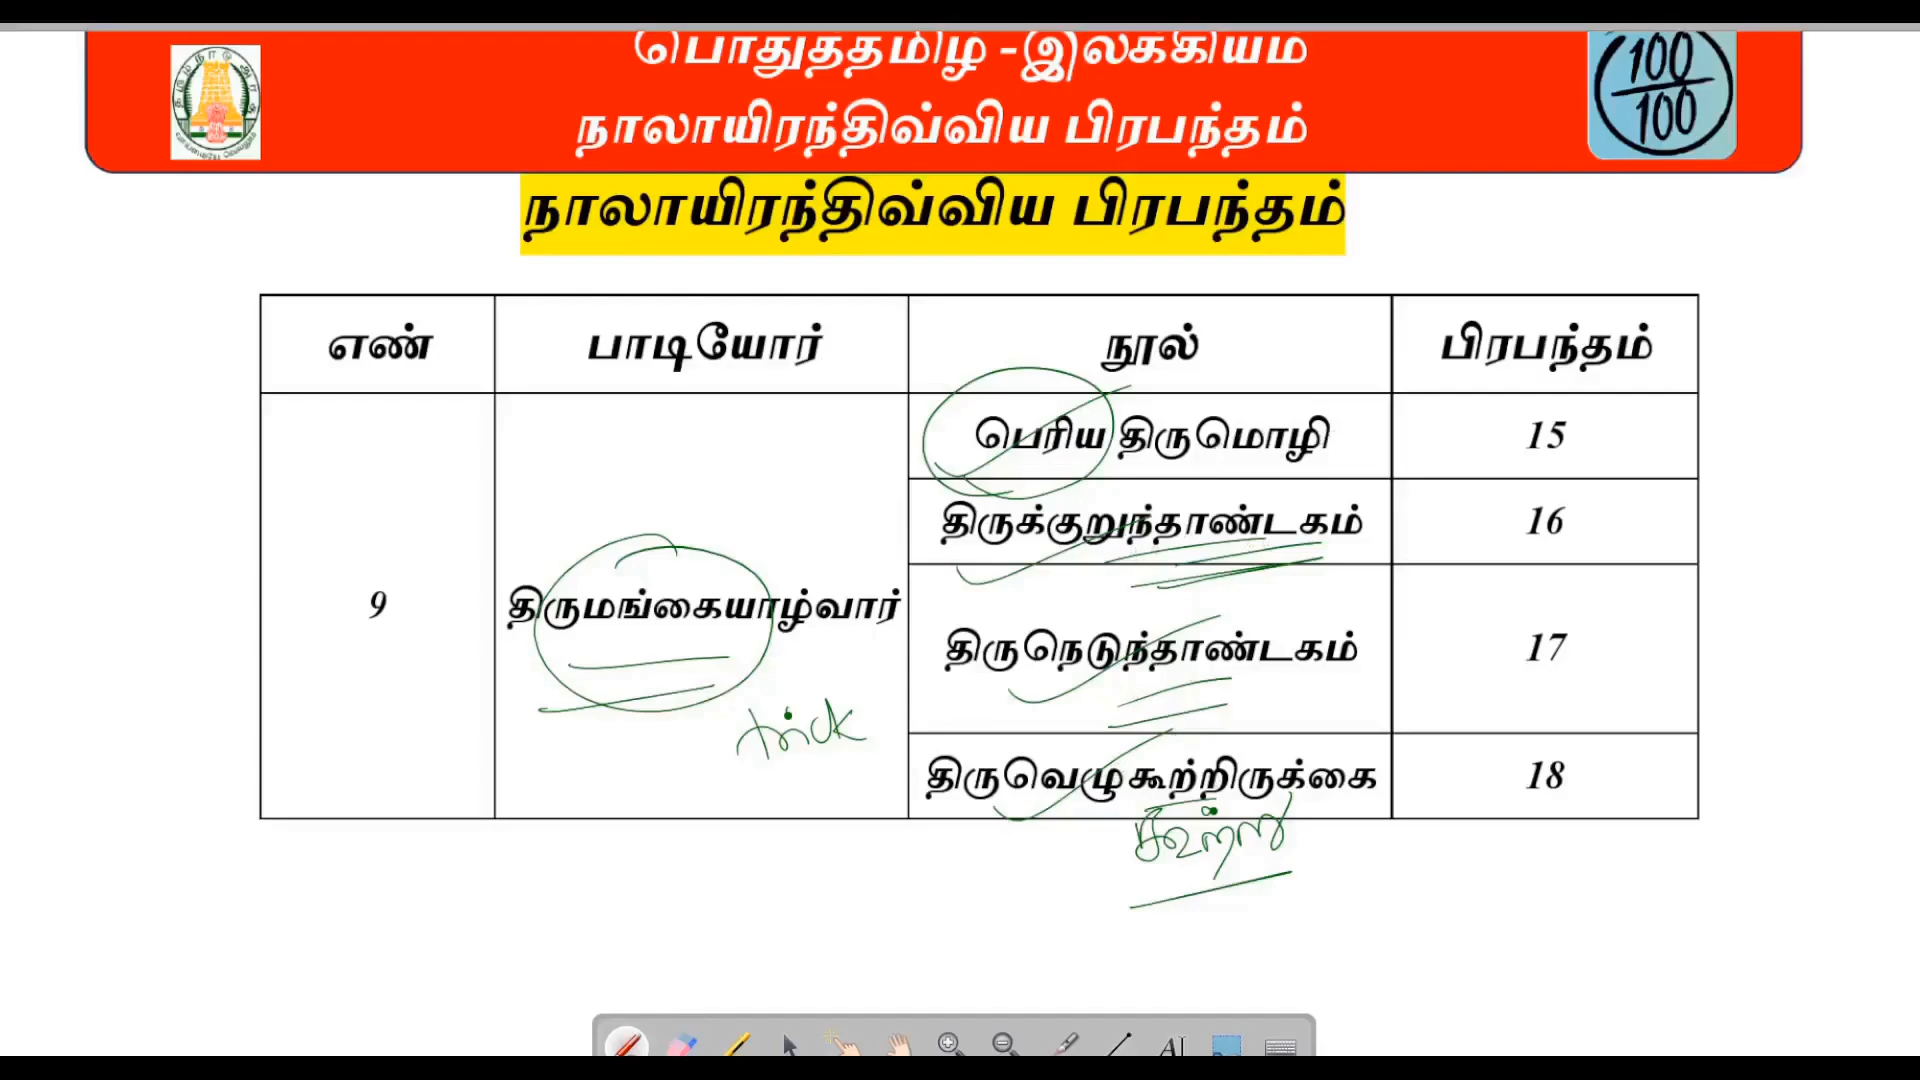 பொதுத்தமிழ் -இலக்கியம்
நாலாயிரந்திவ்விய பிரபந்தம்
100
100
நாலாயிரந்திவ்விய பிரபந்தம்
எண் பாடியோர் நூல் பிரபந்தம்
பெரிய திருமொழி 15
திருக்குறுந்தாண்டகம் 16
9 திருமங்கையாழ்வார்
திருநெடுந்தாண்டகம் 17
trick
திருவெழுகூற்றிருக்கை 18
கூற்று